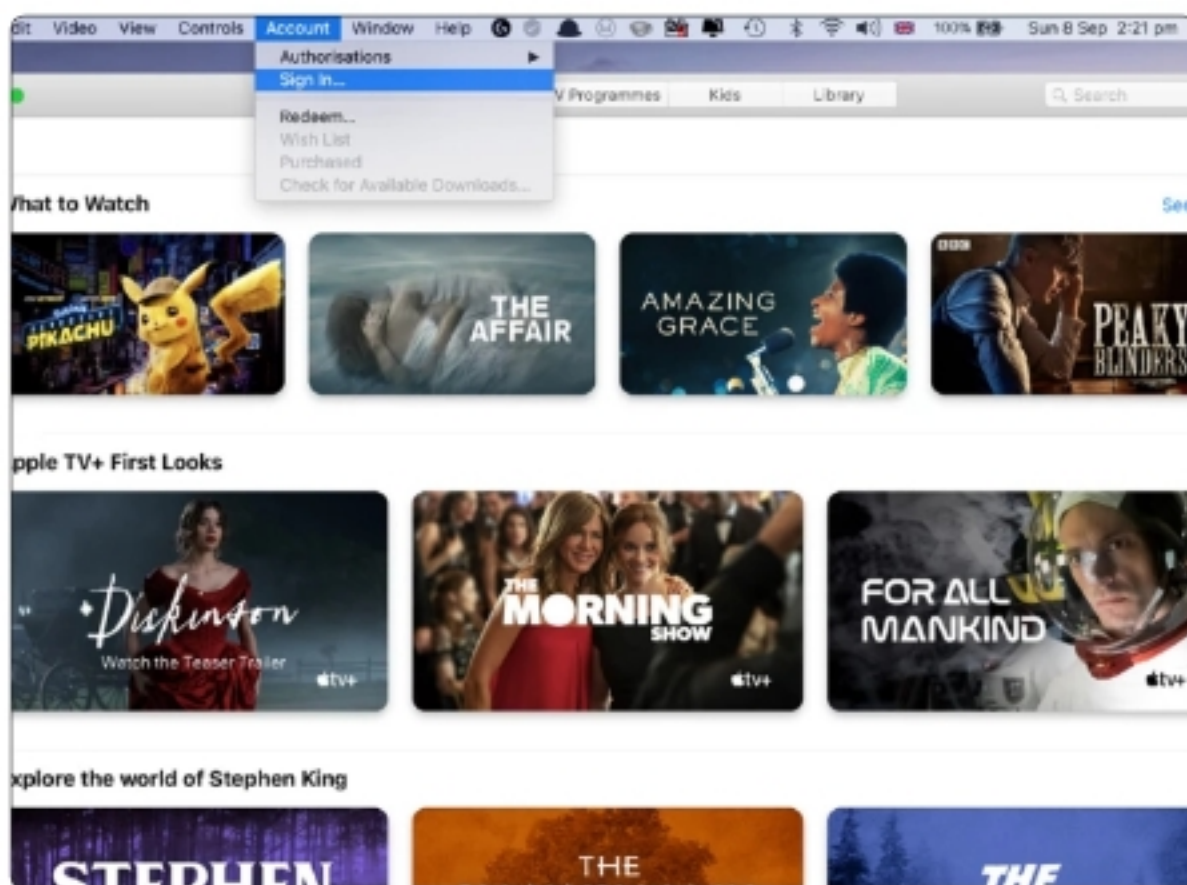 dit Video View Controls Account Window Help 100% Sun 8 Sep 2:21 pm
Authorisations
Sign In...
V Programmes Kids Library Search
Redeem...
Wish List
Purchased
Check for Available Downloads...
hat to Watch See
PIKACHU
THE
AFFAIR
AMAZING
GRACE
BBC
PEAKY
BLINDERS
pple TV+ First Looks
Dickinson
Watch the Teaser Trailer
tv+
THE
MORNING
SHOW
tv+
FOR ALL
MANKIND
tv+
xplore the world of Stephen King
STEPHEN
THE
THE